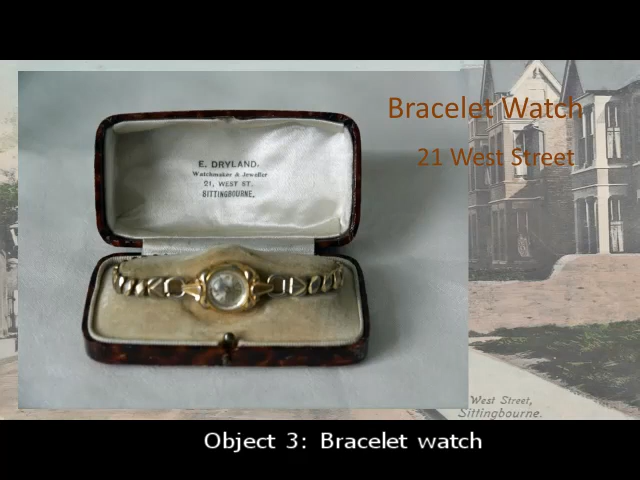 Bracelet Watch
21 West Street
E. DRYLAND.
Watchmaker & Jeweller
21, WEST ST.
SITTINGBOURNE.
West Street,
Sittingbourne.
Object 3: Bracelet watch